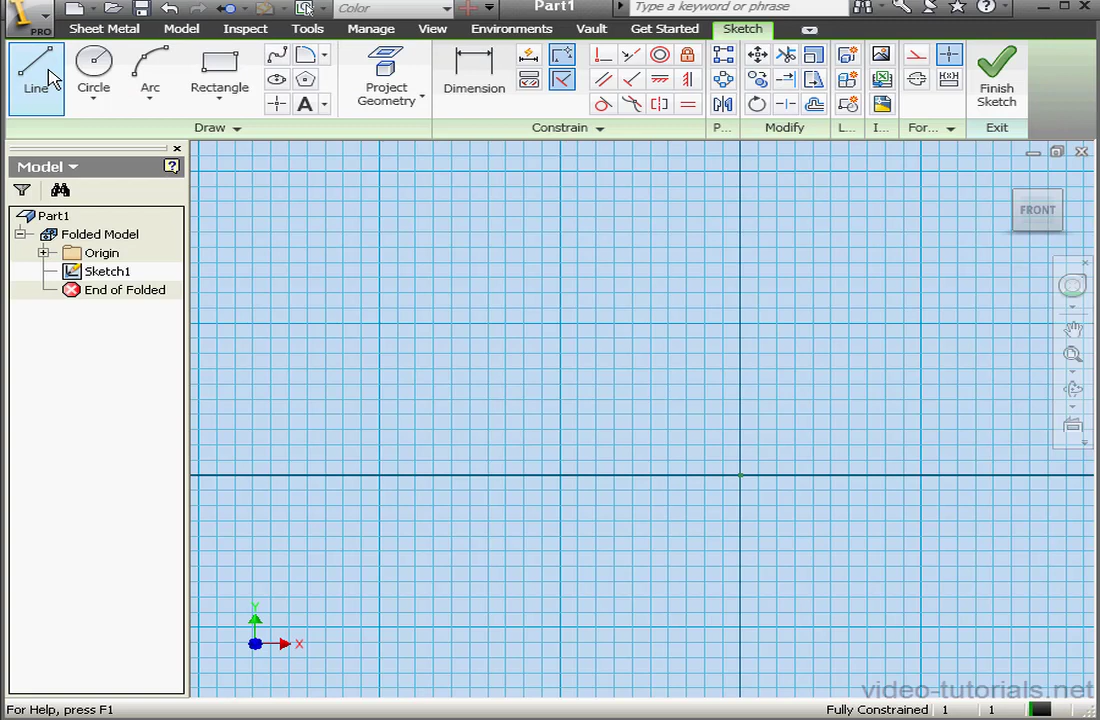 Color
Part1
Type a keyword or phrase
PRO
Sheet Metal
Model
Inspect
Tools
Manage
View
Environments
Vault
Get Started
Sketch
Line
Circle
Arc
Rectangle
A
Project
Geometry
Dimension
Finish
Sketch
Draw
Constrain
P...
Modify
L...
I...
For...
Exit
Model
Part1
Folded Model
Origin
Sketch1
End of Folded
FRONT
Y
X
video-tutorials.net
For Help, press F1
Fully Constrained
1
1